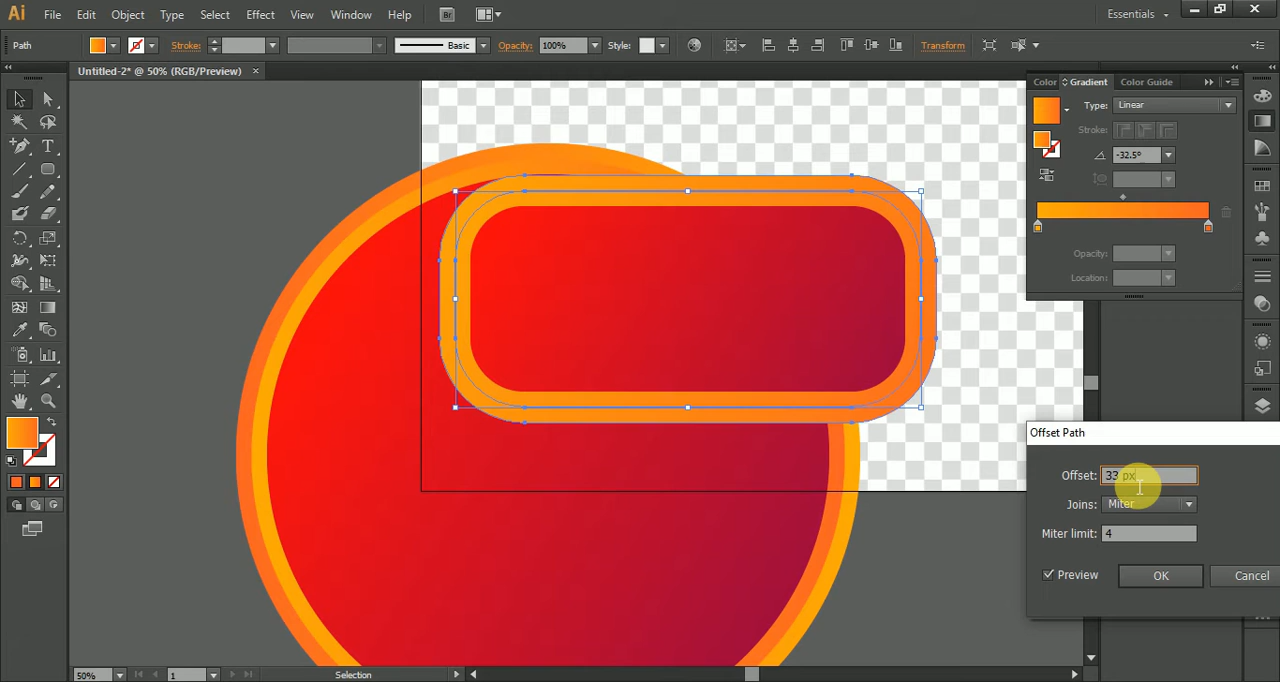 Ai File Edit Object Type Select Effect View Window Help Br Essentials
Path Stroke: Basic Opacity: 100% Style: Transform
Untitled-2* @ 50% (RGB/Preview) ×
Color Gradient Color Guide
Type: Linear
Stroke:
-32.5°
Opacity:
Location:
Offset Path
Offset: 33 px
Joins: Miter
Miter limit: 4
Preview OK Cancel
50% 1 Selection